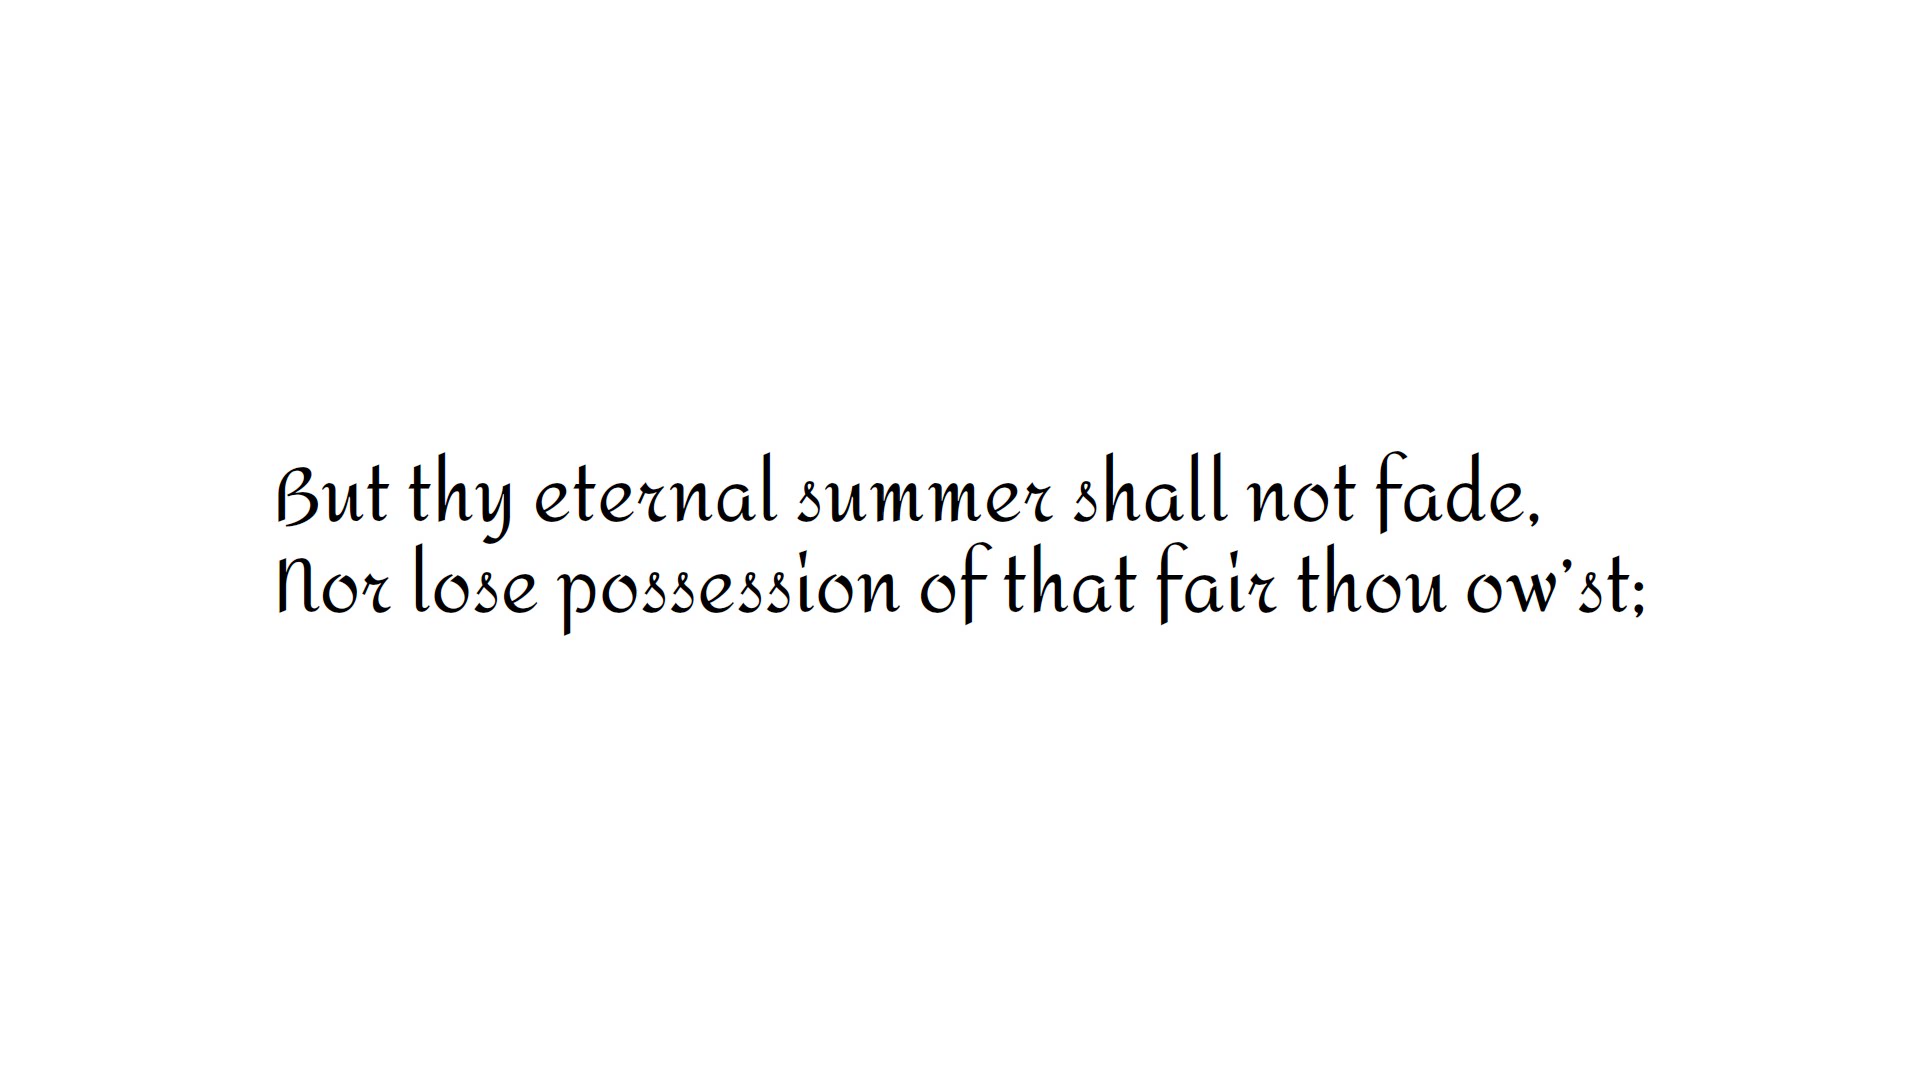 But thy eternal summer shall not fade,
Nor lose possession of that fair thou ow’st;